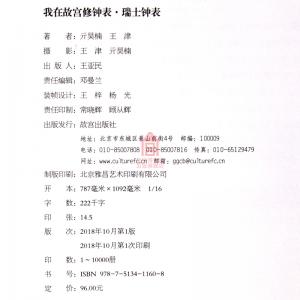 我在故宫修钟表·瑞士钟表
著 者：亓昊楠 王 津
摄 影：王 津 亓昊楠
出 版 人：王亚民
责任编辑：邓曼兰
装帧设计：王 梓 杨 光
责任印制：常晓辉 顾从辉
出版发行：故宫出版社
地址：北京市东城区景山前街4号 邮编：100009
电话：010-85007808 010-85007816 传真：010-65129479
网址：www.culturefc.cn 邮箱：ggcb@culturefc.cn
制版印刷：北京雅昌艺术印刷有限公司
开 本：787毫米×1092毫米 1/16
字 数：222千字
印 张：14.5
版 次：2018年10月第1版
2018年10月第1次印刷
印 数：1~10000册
书 号：ISBN 978-7-5134-1160-8
定 价：96.00元